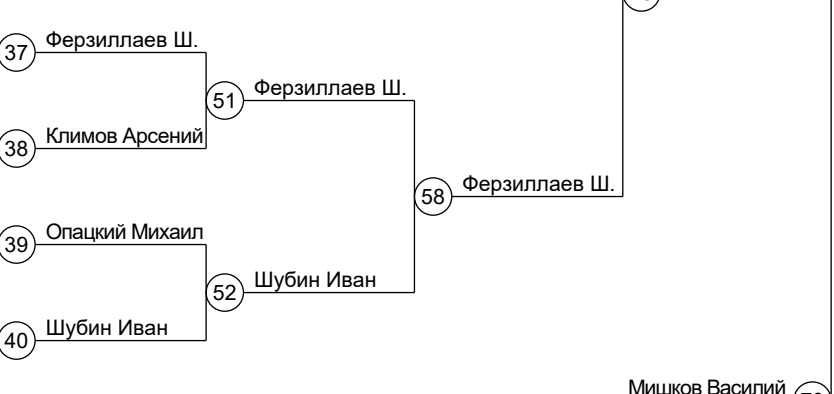 37 Ферзиллаев Ш.
51 Ферзиллаев Ш.
38 Климов Арсений
58 Ферзиллаев Ш.
39 Опацкий Михаил
52 Шубин Иван
40 Шубин Иван
Мишков Василий